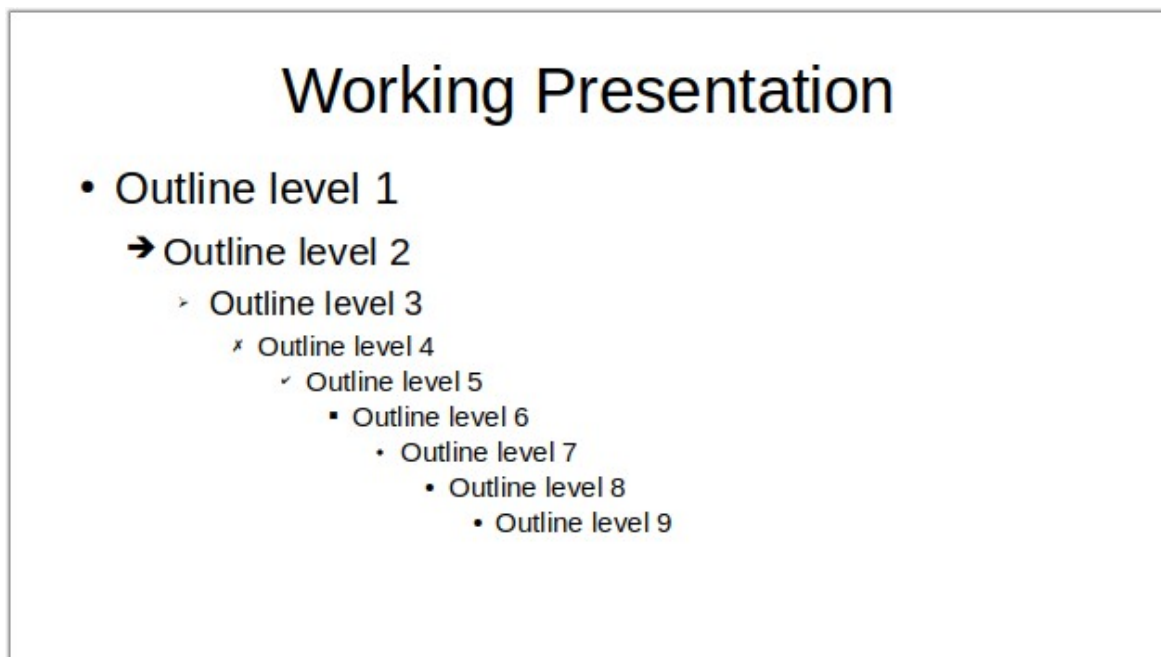 Working Presentation
• Outline level 1
➔ Outline level 2
➢ Outline level 3
✗ Outline level 4
✔ Outline level 5
▪ Outline level 6
• Outline level 7
• Outline level 8
• Outline level 9